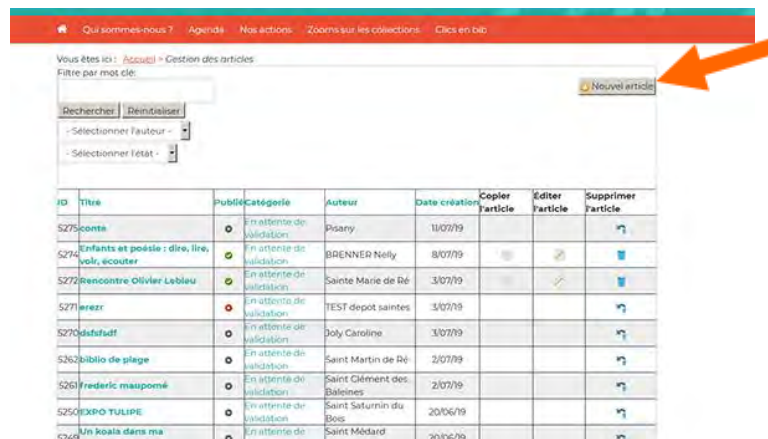 Qui sommes-nous ? Agenda Nos actions Zooms sur les collections Clics en bib
Vous êtes ici : Accueil > Gestion des articles
Filtre par mot clé:
Nouvel article
Rechercher Réinitialiser
- Sélectionner l'auteur -
- Sélectionner l'état -
ID Titre Publié Catégorie Auteur Date création Copier l'article Éditer l'article Supprimer l'article
5275 conte En attente de validation Pisany 11/07/19
5274 Enfants et poésie : dire, lire, voir, écouter En attente de validation BRENNER Nelly 8/07/19
5272 Rencontre Olivier Lebleu En attente de validation Sainte Marie de Ré 3/07/19
5271 erezr En attente de validation TEST depot saintes 3/07/19
5270 dsfsfsdf En attente de validation Joly Caroline 3/07/19
5262 biblio de plage En attente de validation Saint Martin de Ré 2/07/19
5261 frederic maupomé En attente de validation Saint Clément des Baleines 2/07/19
5250 EXPO TULIPE En attente de validation Saint Saturnin du Bois 20/06/19
5249 Un koala dans ma En attente de Saint Médard 20/06/19